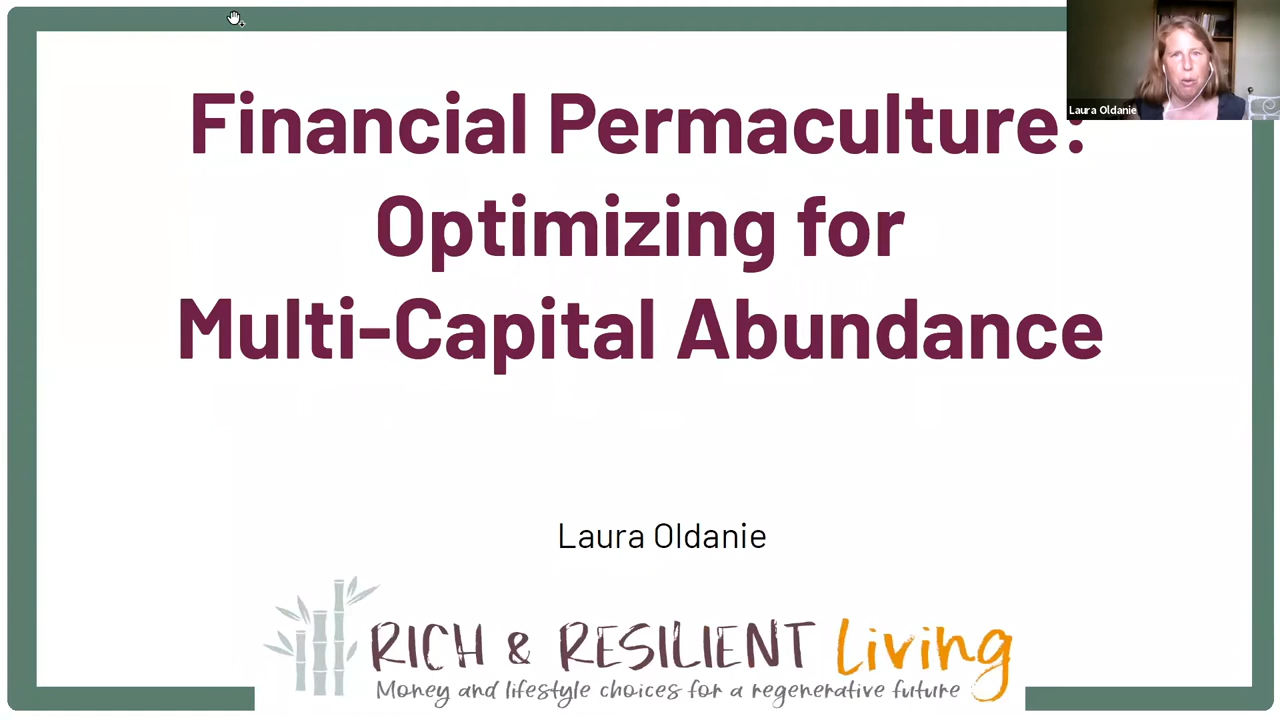 Financial Permaculture:
Optimizing for
Multi-Capital Abundance
Laura Oldanie
Laura Oldanie
RICH & RESILIENT Living
Money and lifestyle choices for a regenerative future